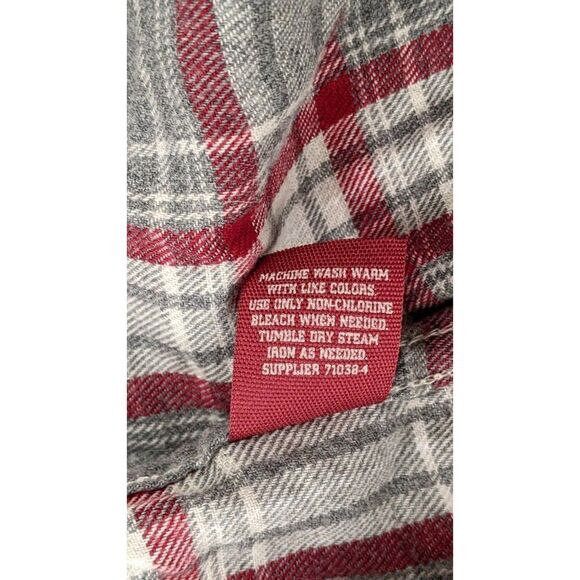 MACHINE WASH WARM
WITH LIKE COLORS.
USE ONLY NON-CHLORINE
BLEACH WHEN NEEDED.
TUMBLE DRY STEAM
IRON AS NEEDED.
SUPPLIER 71038-4